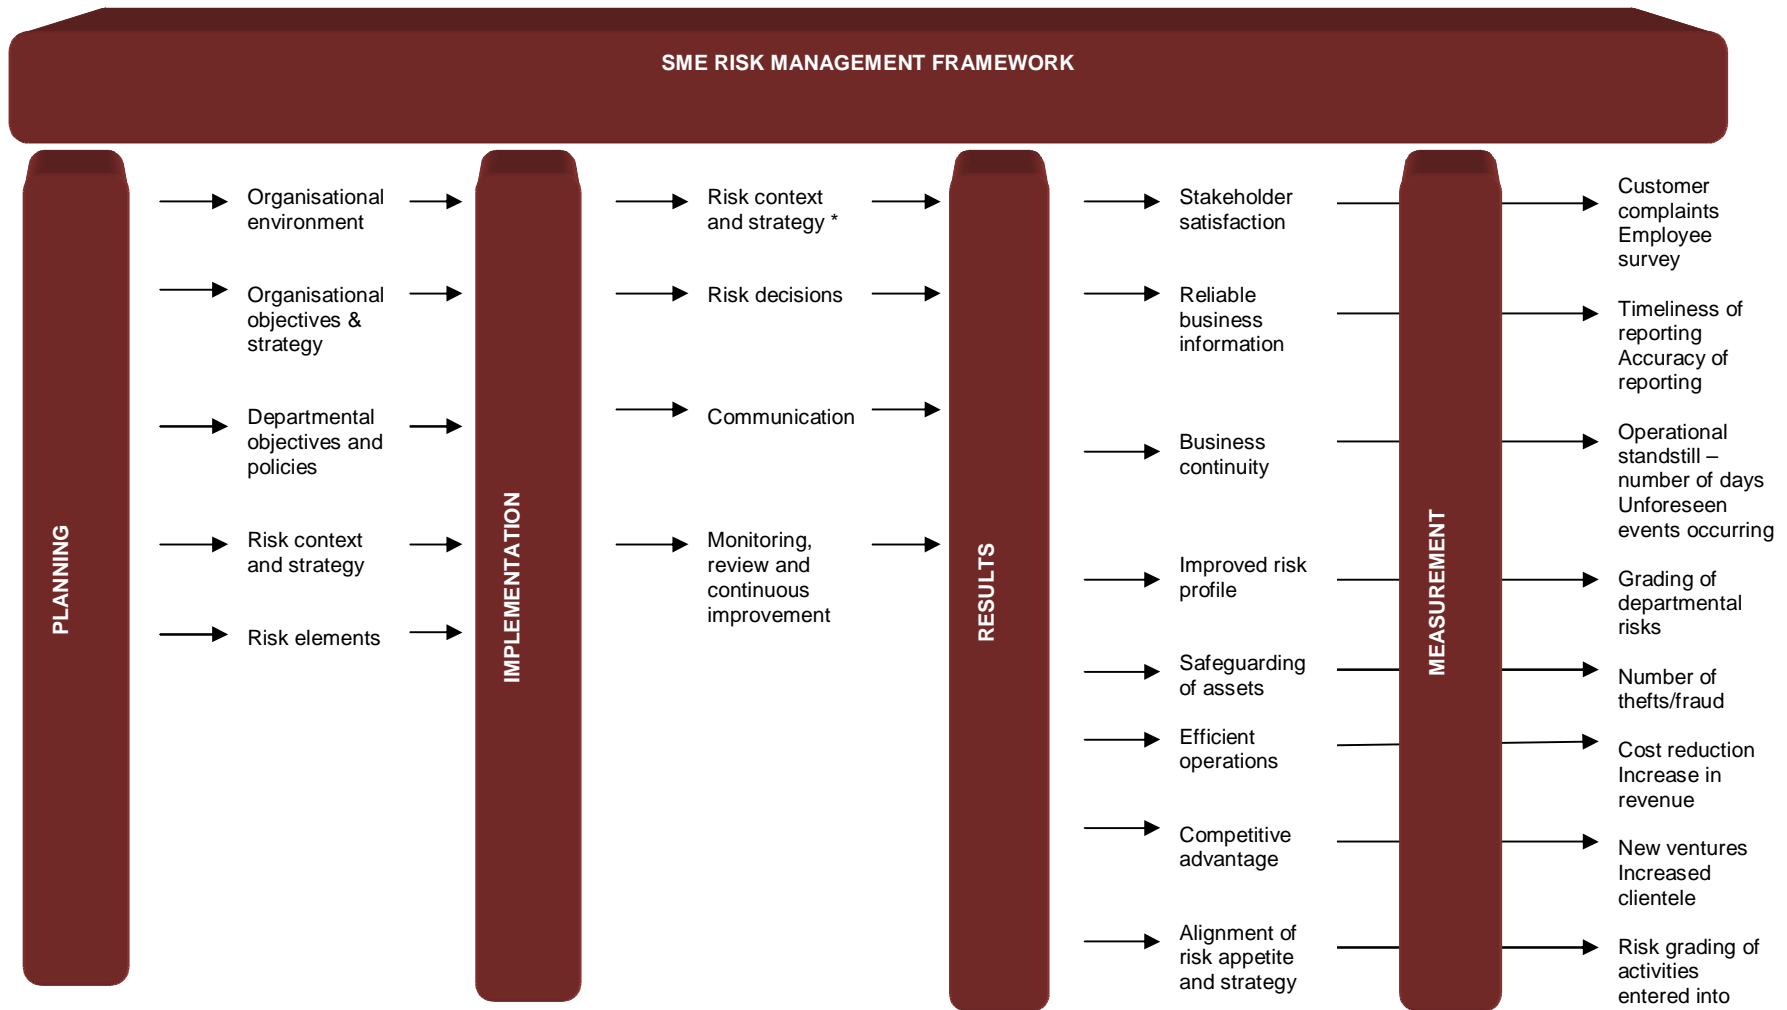 SME RISK MANAGEMENT FRAMEWORK
PLANNING
Organisational
environment
Organisational
objectives &
strategy
Departmental
objectives and
policies
Risk context
and strategy
Risk elements
IMPLEMENTATION
Risk context
and strategy *
Risk decisions
Communication
Monitoring,
review and
continuous
improvement
RESULTS
Stakeholder
satisfaction
Reliable
business
information
Business
continuity
Improved risk
profile
Safeguarding
of assets
Efficient
operations
Competitive
advantage
Alignment of
risk appetite
and strategy
MEASUREMENT
Customer
complaints
Employee
survey
Timeliness of
reporting
Accuracy of
reporting
Operational
standstill –
number of days
Unforeseen
events occurring
Grading of
departmental
risks
Number of
thefts/fraud
Cost reduction
Increase in
revenue
New ventures
Increased
clientele
Risk grading of
activities
entered into